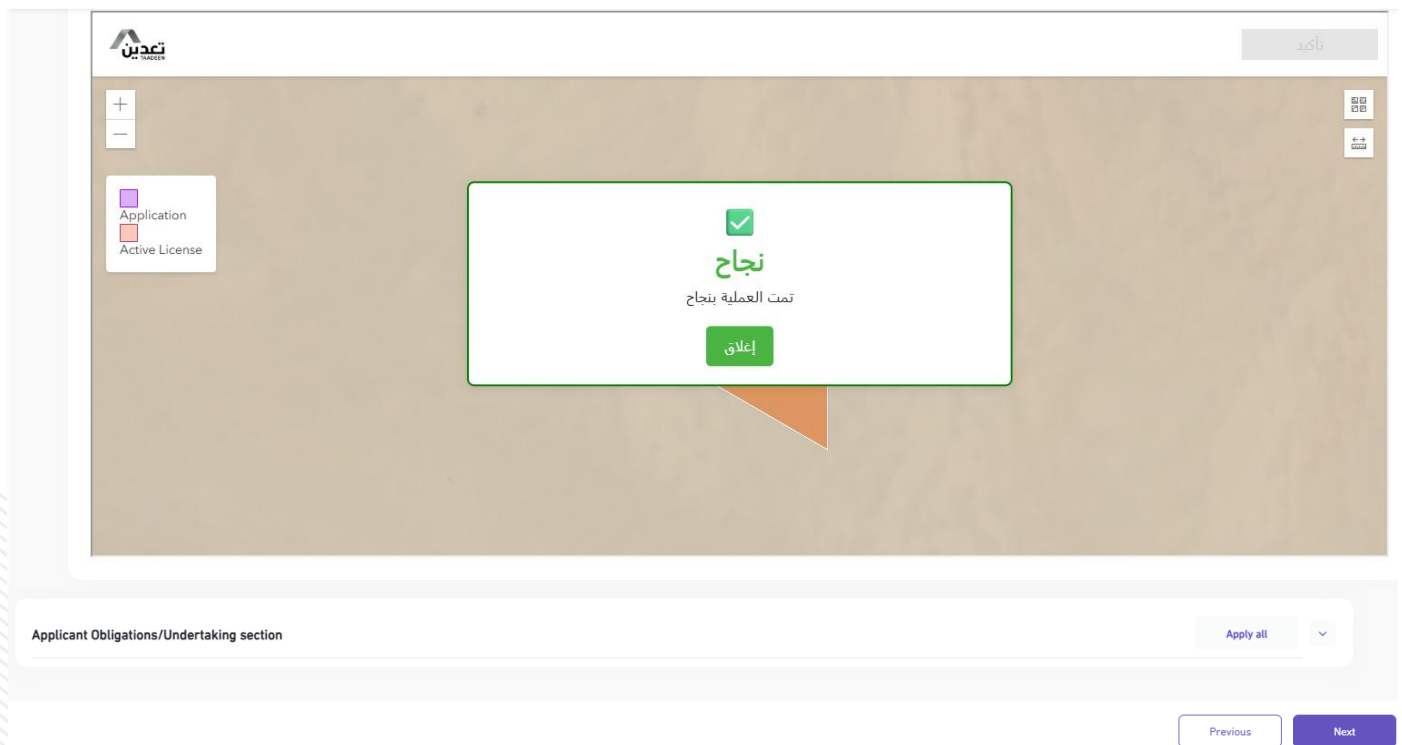 تعدين
TAADEEN
تأكيد
Application
Active License
نجاح
تمت العملية بنجاح
إغلاق
Applicant Obligations/Undertaking section
Apply all
Previous
Next